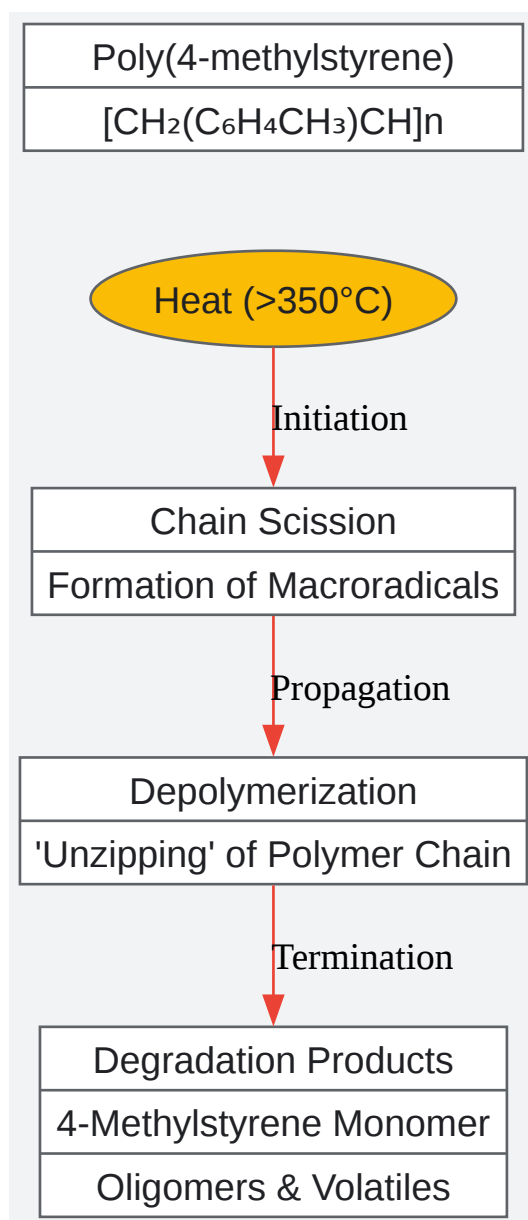 Poly(4-methylstyrene)
[CH₂(C₆H₄CH₃)CH]n
Heat (>350°C)
Initiation
Chain Scission
Formation of Macroradicals
Propagation
Depolymerization
'Unzipping' of Polymer Chain
Termination
Degradation Products
4-Methylstyrene Monomer
Oligomers & Volatiles